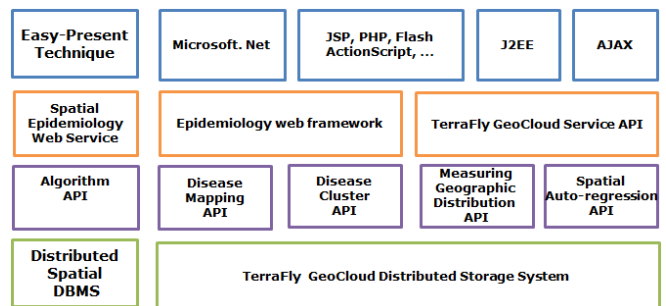 Easy-Present
Technique
Microsoft. Net
JSP, PHP, Flash
ActionScript, ...
J2EE
AJAX
Spatial
Epidemiology
Web Service
Epidemiology web framework
TerraFly GeoCloud Service API
Algorithm
API
Disease
Mapping
API
Disease
Cluster
API
Measuring
Geographic
Distribution
API
Spatial
Auto-regression
API
Distributed
Spatial
DBMS
TerraFly GeoCloud Distributed Storage System